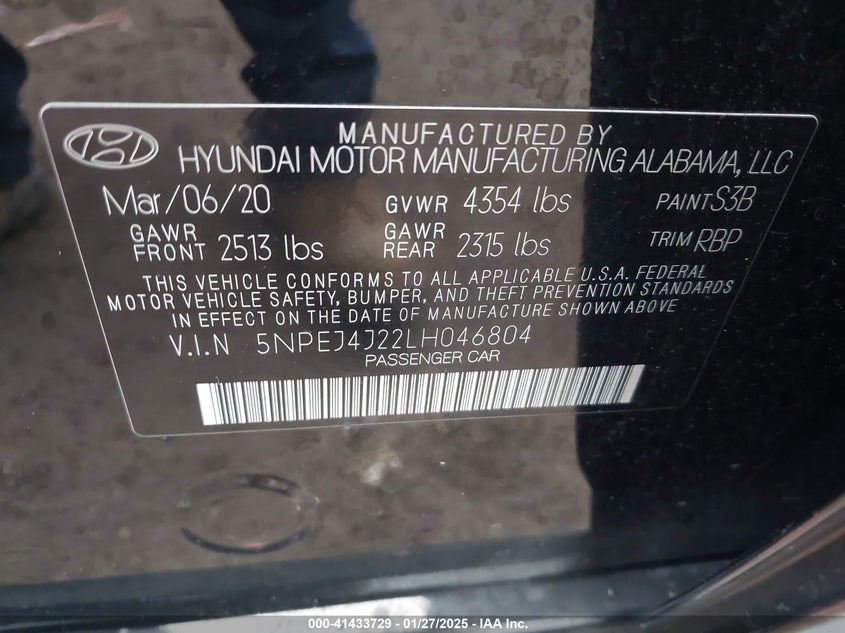 MANUFACTURED BY
HYUNDAI MOTOR MANUFACTURING ALABAMA, LLC
Mar/06/20 GVWR 4354 lbs PAINT S3B
GAWR FRONT 2513 lbs GAWR REAR 2315 lbs TRIM RBP
THIS VEHICLE CONFORMS TO ALL APPLICABLE U.S.A. FEDERAL
MOTOR VEHICLE SAFETY, BUMPER, AND THEFT PREVENTION STANDARDS
IN EFFECT ON THE DATE OF MANUFACTURE SHOWN ABOVE
V.I.N 5NPEJ4J22LH046804
PASSENGER CAR
000-41433729 - 01/27/2025 - IAA Inc.